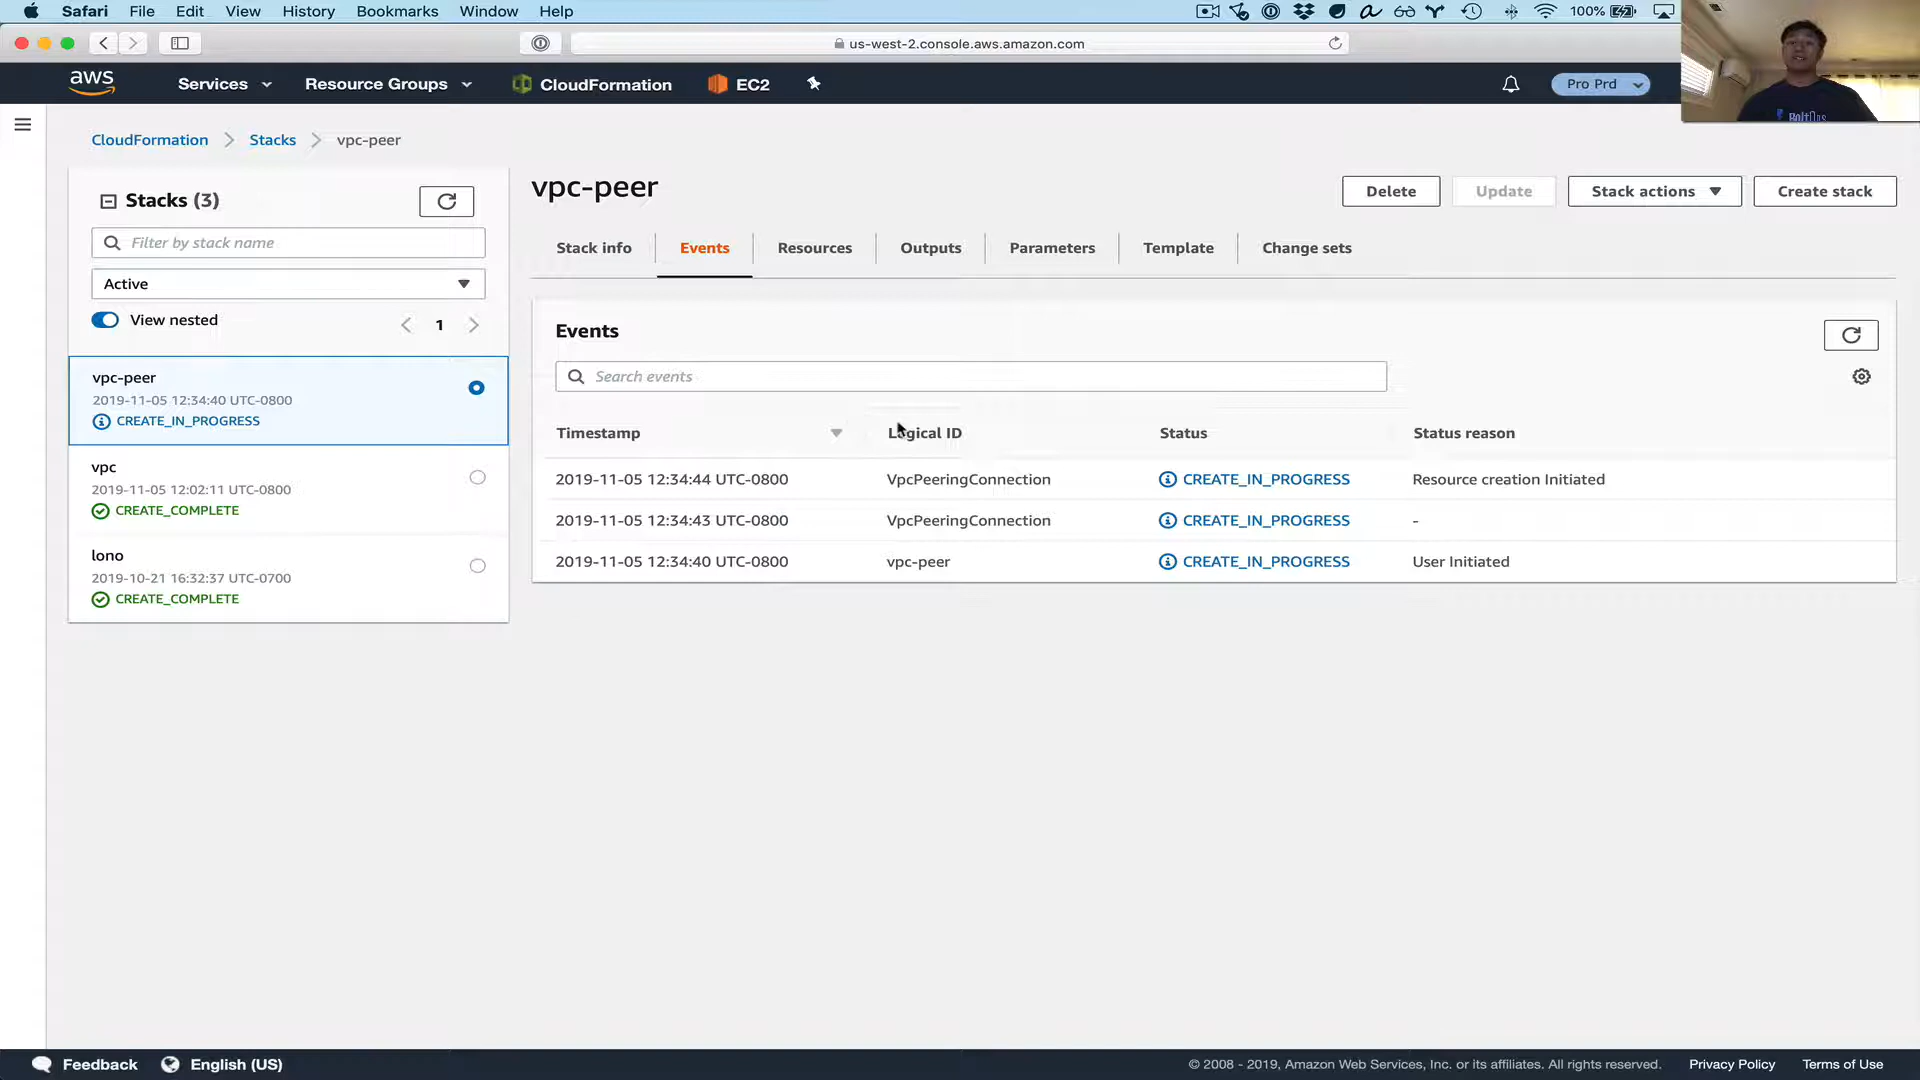 Safari File Edit View History Bookmarks Window Help 100%
us-west-2.console.aws.amazon.com
aws Services Resource Groups CloudFormation EC2 Pro Prd
BoltOps
CloudFormation > Stacks > vpc-peer
Stacks (3)
Filter by stack name
Active
View nested
1
vpc-peer
2019-11-05 12:34:40 UTC-0800
CREATE_IN_PROGRESS
vpc
2019-11-05 12:02:11 UTC-0800
CREATE_COMPLETE
lono
2019-10-21 16:32:37 UTC-0700
CREATE_COMPLETE
vpc-peer
Delete Update Stack actions Create stack
Stack info Events Resources Outputs Parameters Template Change sets
Events
Search events
Timestamp Logical ID Status Status reason
2019-11-05 12:34:44 UTC-0800 VpcPeeringConnection CREATE_IN_PROGRESS Resource creation Initiated
2019-11-05 12:34:43 UTC-0800 VpcPeeringConnection CREATE_IN_PROGRESS -
2019-11-05 12:34:40 UTC-0800 vpc-peer CREATE_IN_PROGRESS User Initiated
Feedback English (US) © 2008 - 2019, Amazon Web Services, Inc. or its affiliates. All rights reserved. Privacy Policy Terms of Use